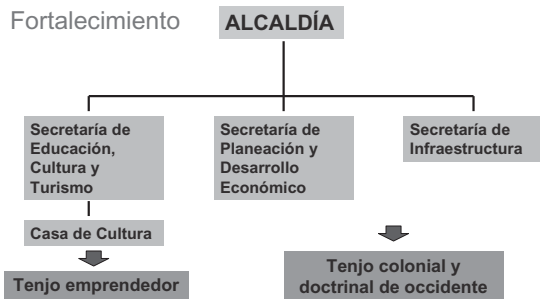 Fortalecimiento
ALCALDÍA
Secretaría de
Educación,
Cultura y
Turismo
Secretaría de
Planeación y
Desarrollo
Económico
Secretaría de
Infraestructura
Casa de Cultura
Tenjo emprendedor
Tenjo colonial y
doctrinal de occidente